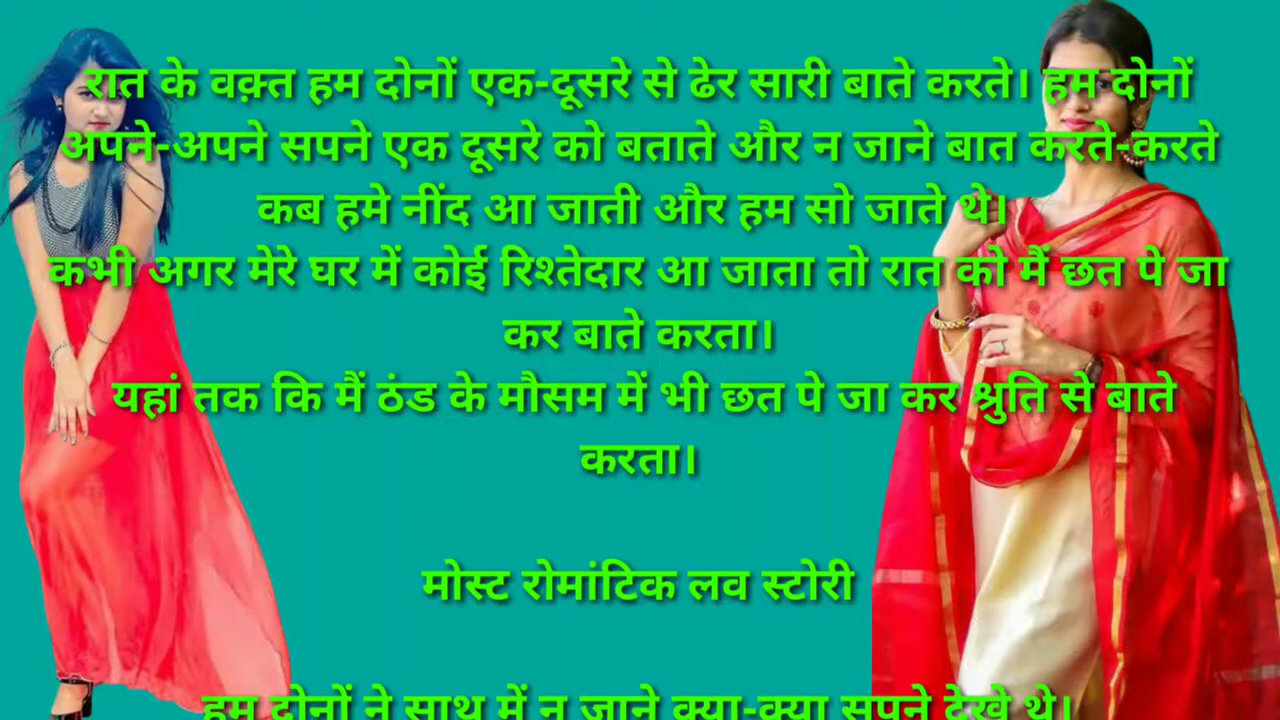 रात के वक़्त हम दोनों एक-दूसरे से ढेर सारी बाते करते। हम दोनों
अपने-अपने सपने एक दूसरे को बताते और न जाने बात करते-करते
कब हमे नींद आ जाती और हम सो जाते थे।
कभी अगर मेरे घर में कोई रिश्तेदार आ जाता तो रात को मैं छत पे जा
कर बाते करता।
यहां तक कि मैं ठंड के मौसम में भी छत पे जा कर श्रुति से बाते
करता।
मोस्ट रोमांटिक लव स्टोरी
हम दोनों ने साथ में न जाने क्या-क्या सपने देखे थे।